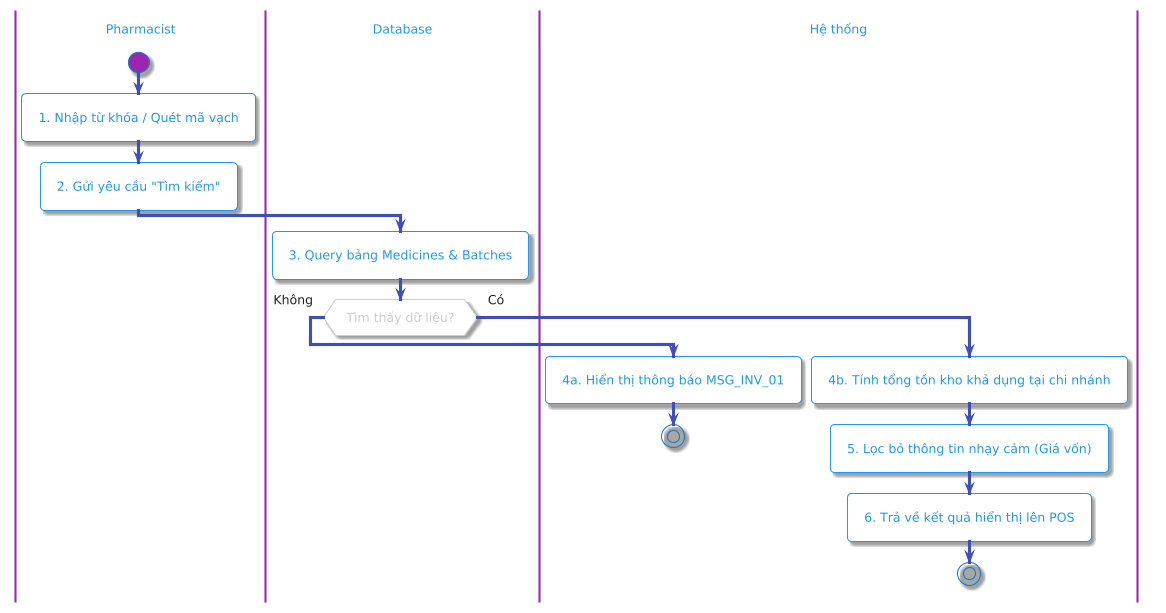 Pharmacist
Database
Hệ thống
1. Nhập từ khóa / Quét mã vạch
2. Gửi yêu cầu "Tìm kiếm"
3. Query bảng Medicines & Batches
Không
Có
Tìm thấy dữ liệu?
4a. Hiển thị thông báo MSG_INV_01
4b. Tính tổng tồn kho khả dụng tại chi nhánh
5. Lọc bỏ thông tin nhạy cảm (Giá vốn)
6. Trả về kết quả hiển thị lên POS